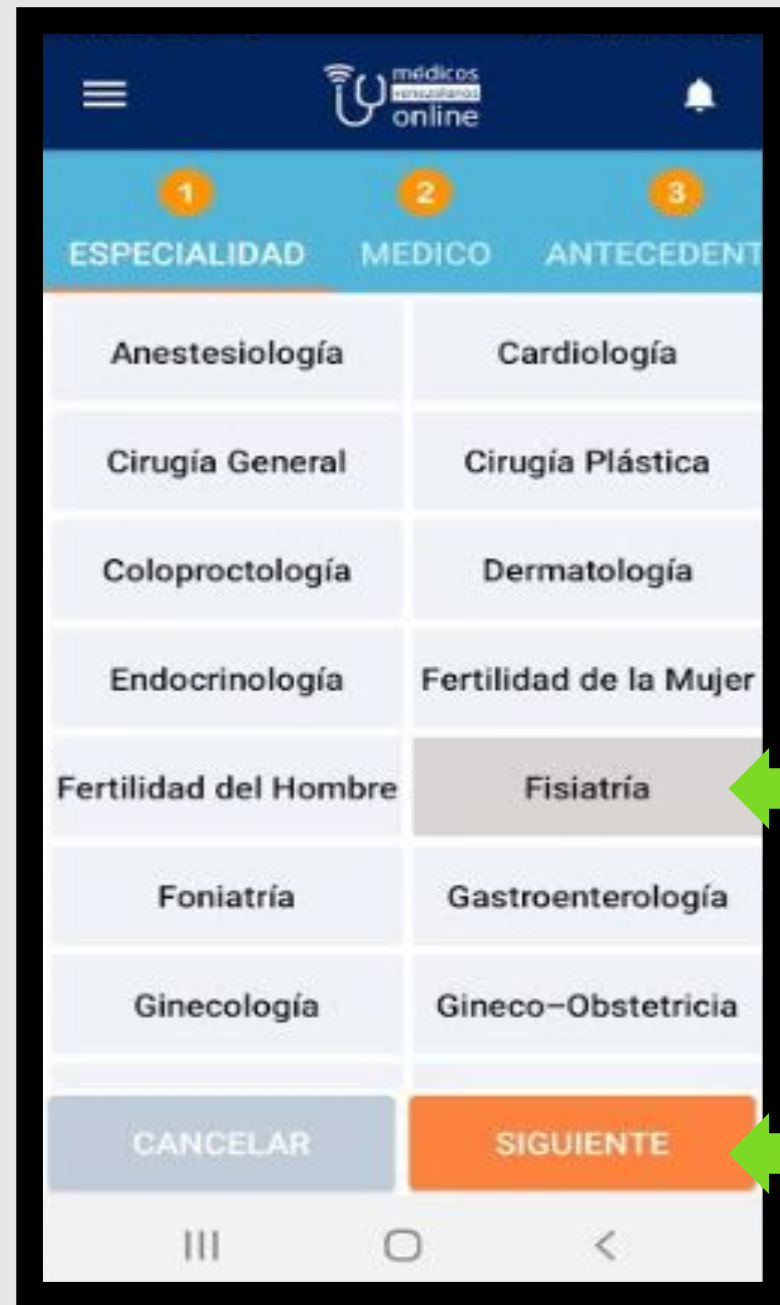 médicos
venezolanos
online
1 2 3
ESPECIALIDAD MEDICO ANTECEDENT
Anestesiología Cardiología
Cirugía General Cirugía Plástica
Coloproctología Dermatología
Endocrinología Fertilidad de la Mujer
Fertilidad del Hombre Fisiatría
Foniatría Gastroenterología
Ginecología Gineco–Obstetricia
CANCELAR SIGUIENTE